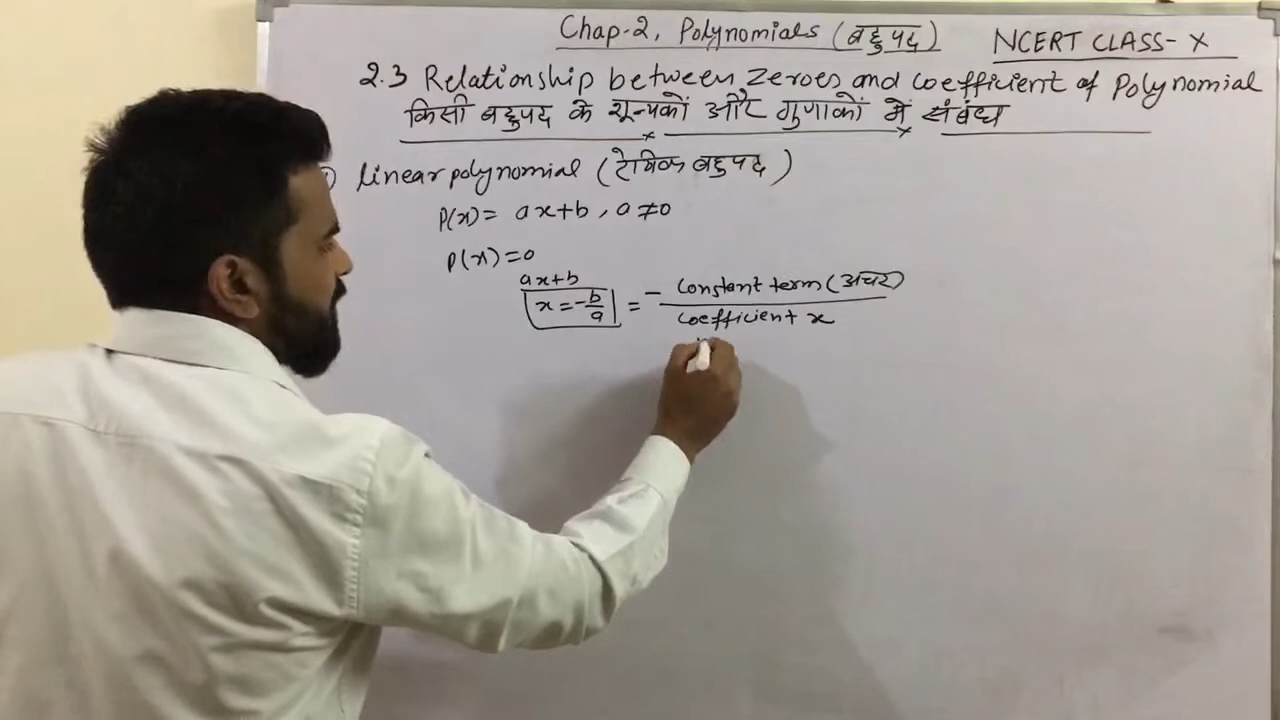 Chap-2, Polynomials (बहुपद) NCERT CLASS- X
2.3 Relationship between zeroes and coefficient of Polynomial
किसी बहुपद के शून्यकों और गुणाकों में संबंध
linear polynomial (रैखिक बहुपद)
P(x) = ax+b, a ≠ 0
P(x) = 0
ax+b
x = -b/a = - constant term (अचर) / coefficient x